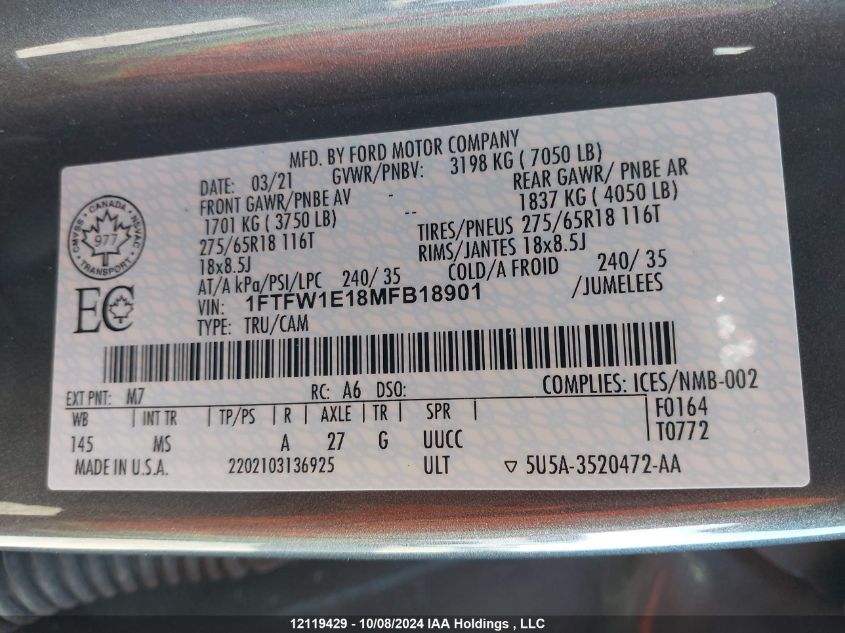 MFD. BY FORD MOTOR COMPANY
DATE: 03/21 GVWR/PNBV: 3198 KG ( 7050 LB)
FRONT GAWR/PNBE AV - REAR GAWR/ PNBE AR
1701 KG ( 3750 LB) -- 1837 KG ( 4050 LB)
275/65R18 116T TIRES/PNEUS 275/65R18 116T
18x8.5J RIMS/JANTES 18x8.5J
AT/A kPa/PSI/LPC 240/ 35 COLD/A FROID 240/ 35
VIN: 1FTFW1E18MFB18901 /JUMELEES
TYPE: TRU/CAM
CMVSS - CANADA - NSVAC
977
TRANSPORT
EC
EXT PNT: M7 RC: A6 DSO: COMPLIES: ICES/NMB-002
WB | INT TR | TP/PS | R | AXLE | TR | SPR | F0164
145 MS A 27 G UUCC T0772
MADE IN U.S.A. 2202103136925 ULT ▽ 5U5A-3520472-AA
12119429 - 10/08/2024 IAA Holdings , LLC